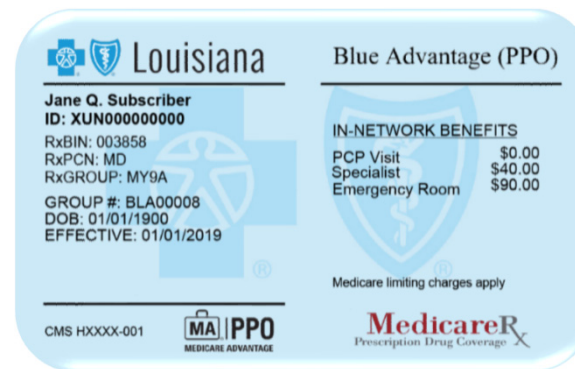 Louisiana
Blue Advantage (PPO)
Jane Q. Subscriber
ID: XUN000000000
RxBIN: 003858
RxPCN: MD
RxGROUP: MY9A
GROUP #: BLA00008
DOB: 01/01/1900
EFFECTIVE: 01/01/2019
IN-NETWORK BENEFITS
PCP Visit $0.00
Specialist $40.00
Emergency Room $90.00
®
®
Medicare limiting charges apply
CMS HXXXX-001
MA PPO
MEDICARE ADVANTAGE
MedicareRx
Prescription Drug Coverage